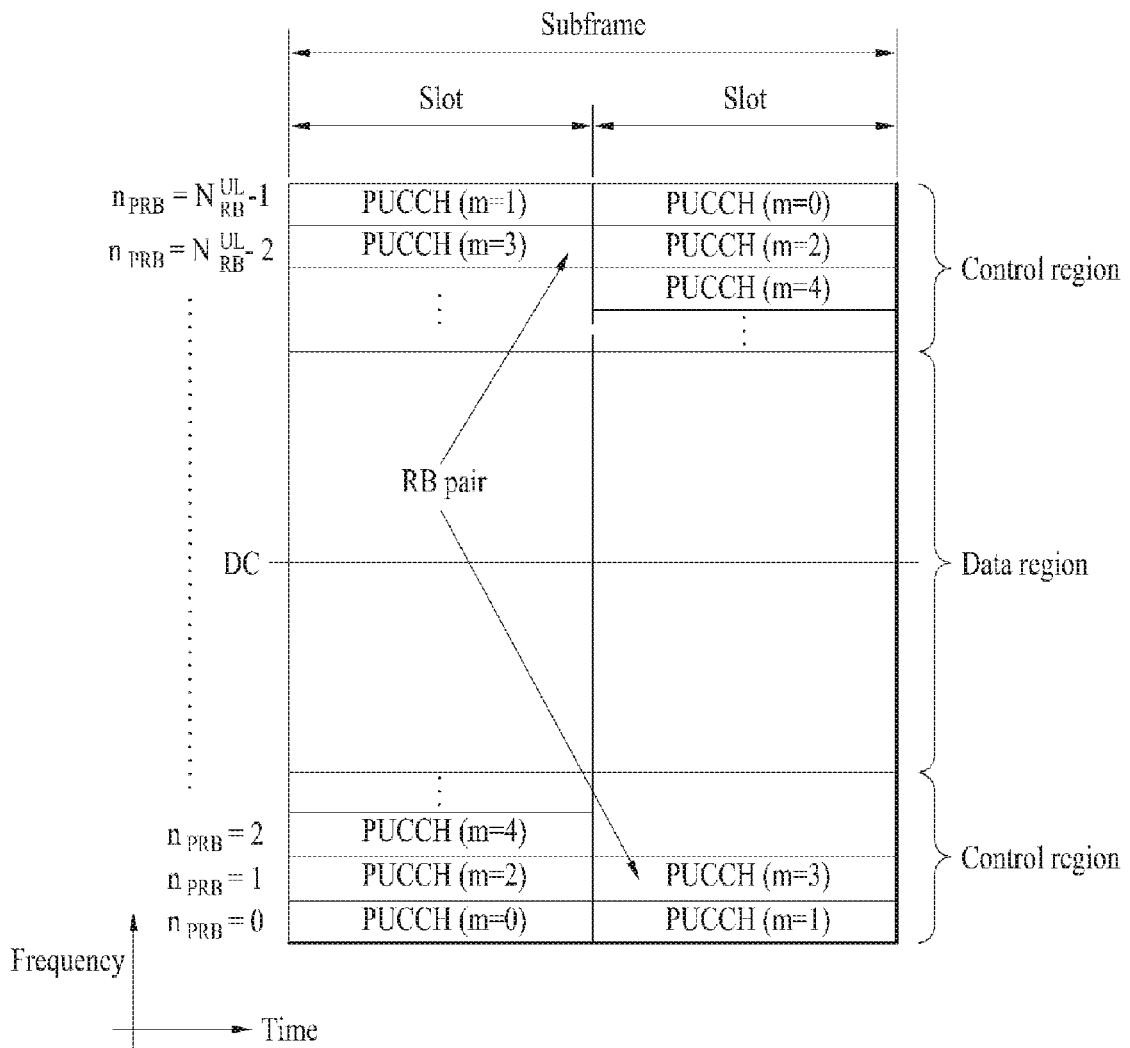 Subframe
Slot Slot
n PRB = N UL RB -1 PUCCH (m=1) PUCCH (m=0)
n PRB = N UL RB - 2 PUCCH (m=3) PUCCH (m=2)
PUCCH (m=4)
Control region
RB pair
DC
Data region
n PRB = 2 PUCCH (m=4)
n PRB = 1 PUCCH (m=2) PUCCH (m=3)
Control region
n PRB = 0 PUCCH (m=0) PUCCH (m=1)
Frequency
Time